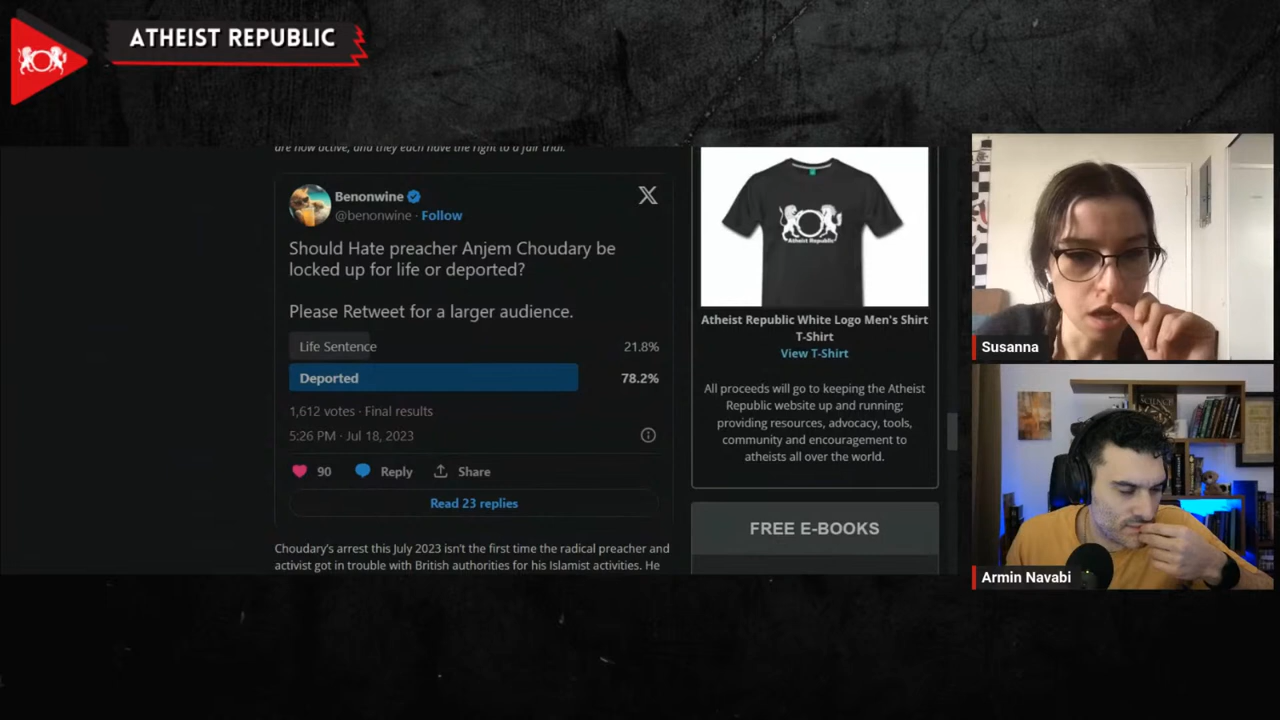 ATHEIST REPUBLIC
are now active, and they each have the right to a fair trial.
Benonwine
@benonwine · Follow
Should Hate preacher Anjem Choudary be
locked up for life or deported?
Please Retweet for a larger audience.
Life Sentence 21.8%
Deported 78.2%
1,612 votes · Final results
5:26 PM · Jul 18, 2023
90 Reply Share
Read 23 replies
Choudary's arrest this July 2023 isn't the first time the radical preacher and
activist got in trouble with British authorities for his Islamist activities. He
Atheist Republic
Atheist Republic White Logo Men's Shirt
T-Shirt
View T-Shirt
All proceeds will go to keeping the Atheist
Republic website up and running;
providing resources, advocacy, tools,
community and encouragement to
atheists all over the world.
FREE E-BOOKS
Susanna
SCIENCE
Armin Navabi